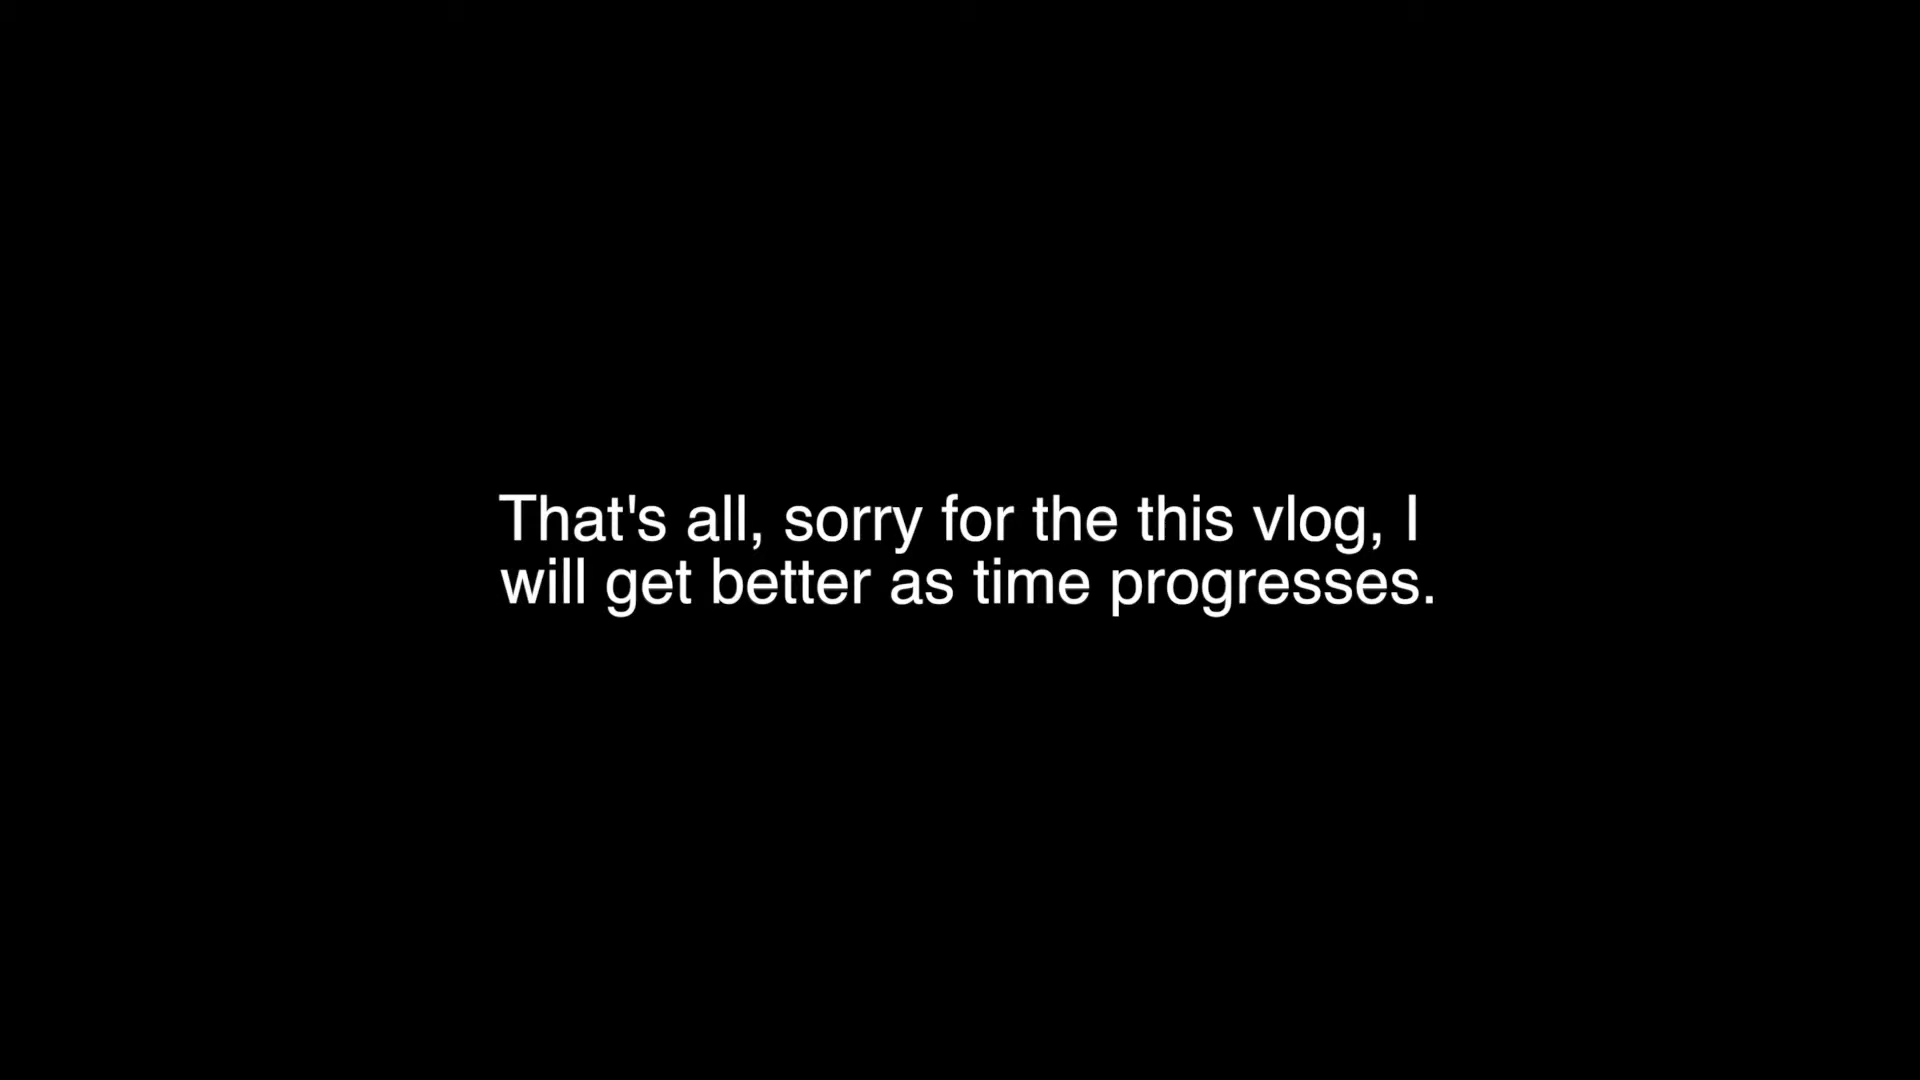 That's all, sorry for the this vlog, I
will get better as time progresses.